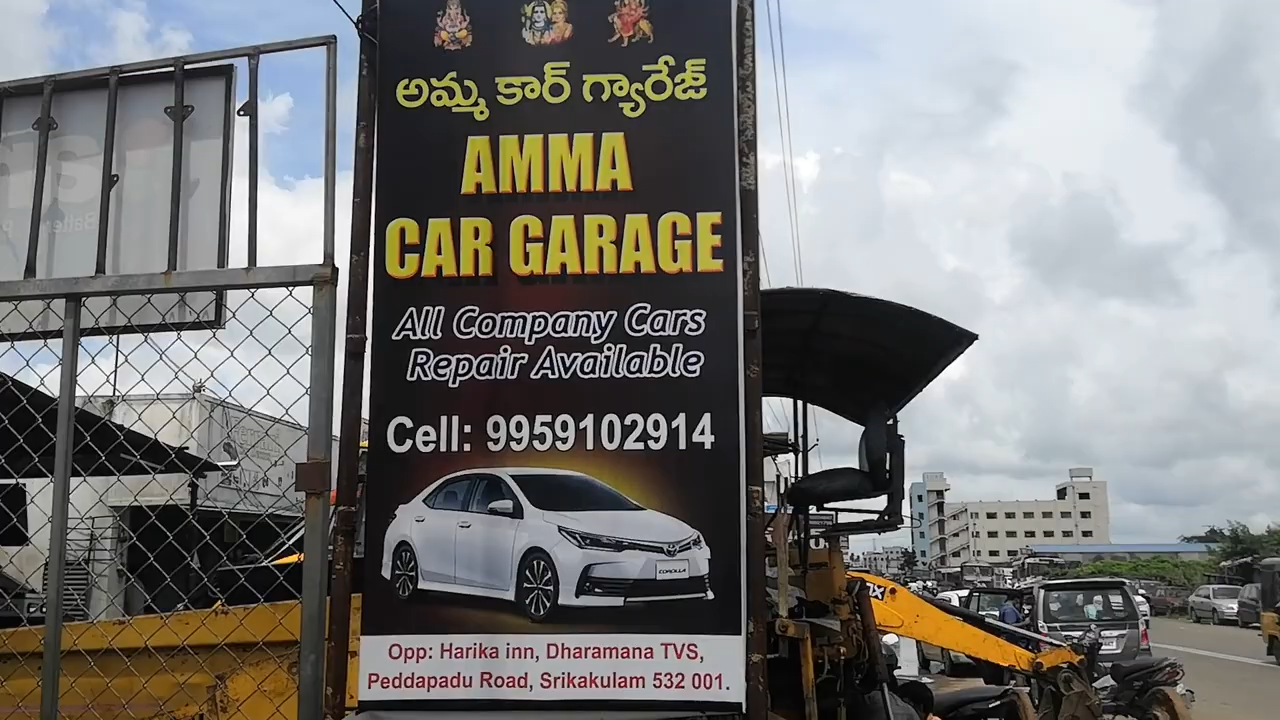 అమ్మ కార్ గ్యారేజ్
AMMA
CAR GARAGE
All Company Cars
Repair Available
Cell: 9959102914
COROLLA
Opp: Harika inn, Dharamana TVS,
Peddapadu Road, Srikakulam 532 001.